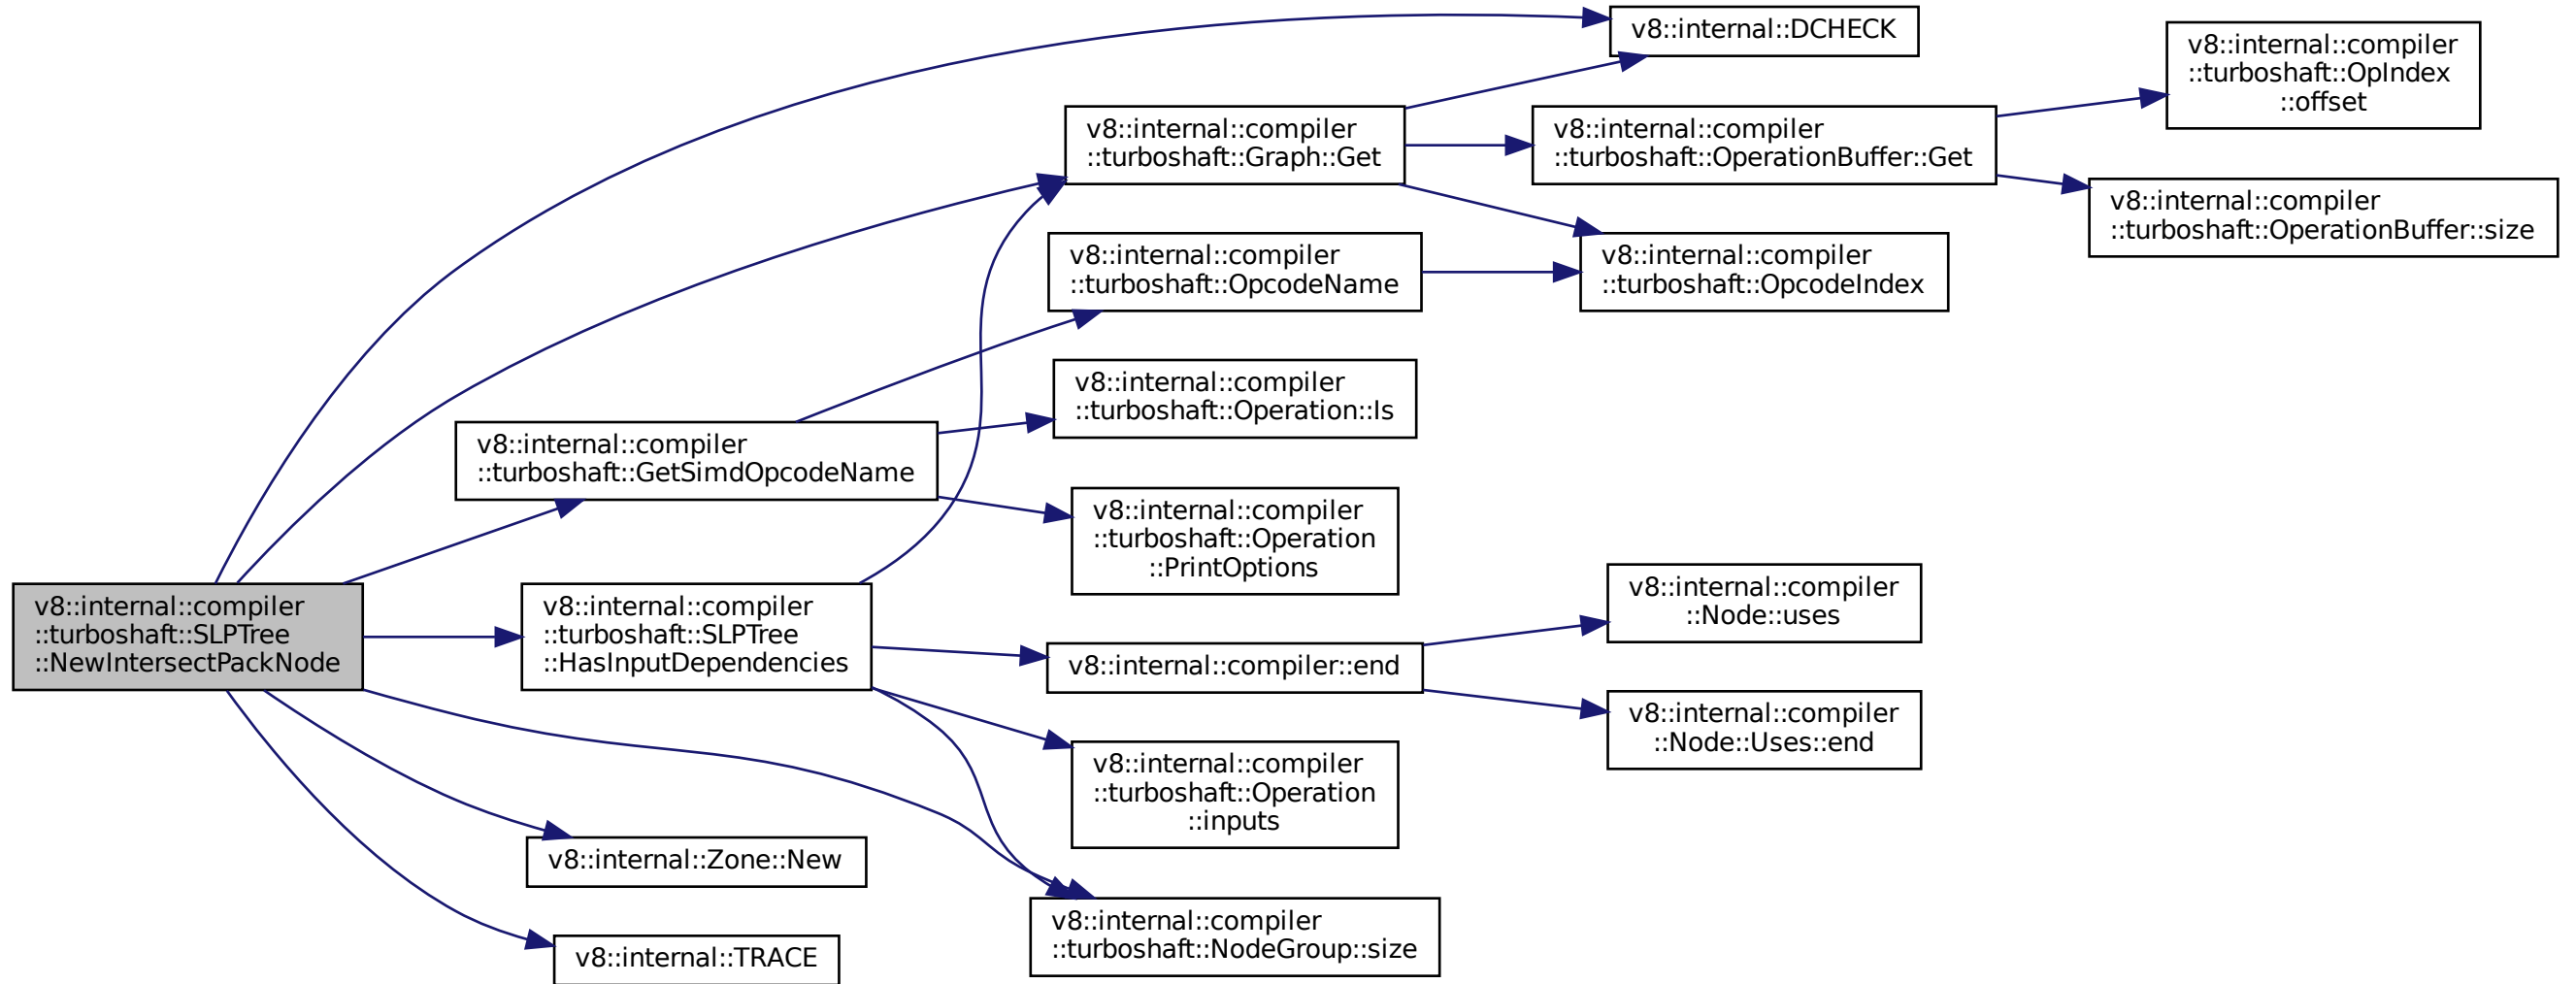 v8::internal::DCHECK
v8::internal::compiler
::turboshaft::OpIndex
::offset
v8::internal::compiler
::turboshaft::Graph::Get
v8::internal::compiler
::turboshaft::OperationBuffer::Get
v8::internal::compiler
::turboshaft::OperationBuffer::size
v8::internal::compiler
::turboshaft::OpcodeName
v8::internal::compiler
::turboshaft::OpcodeIndex
v8::internal::compiler
::turboshaft::Operation::Is
v8::internal::compiler
::turboshaft::GetSimdOpcodeName
v8::internal::compiler
::turboshaft::Operation
::PrintOptions
v8::internal::compiler
::turboshaft::SLPTree
::NewIntersectPackNode
v8::internal::compiler
::turboshaft::SLPTree
::HasInputDependencies
v8::internal::compiler::end
v8::internal::compiler
::Node::uses
v8::internal::compiler
::Node::Uses::end
v8::internal::compiler
::turboshaft::Operation
::inputs
v8::internal::Zone::New
v8::internal::compiler
::turboshaft::NodeGroup::size
v8::internal::TRACE